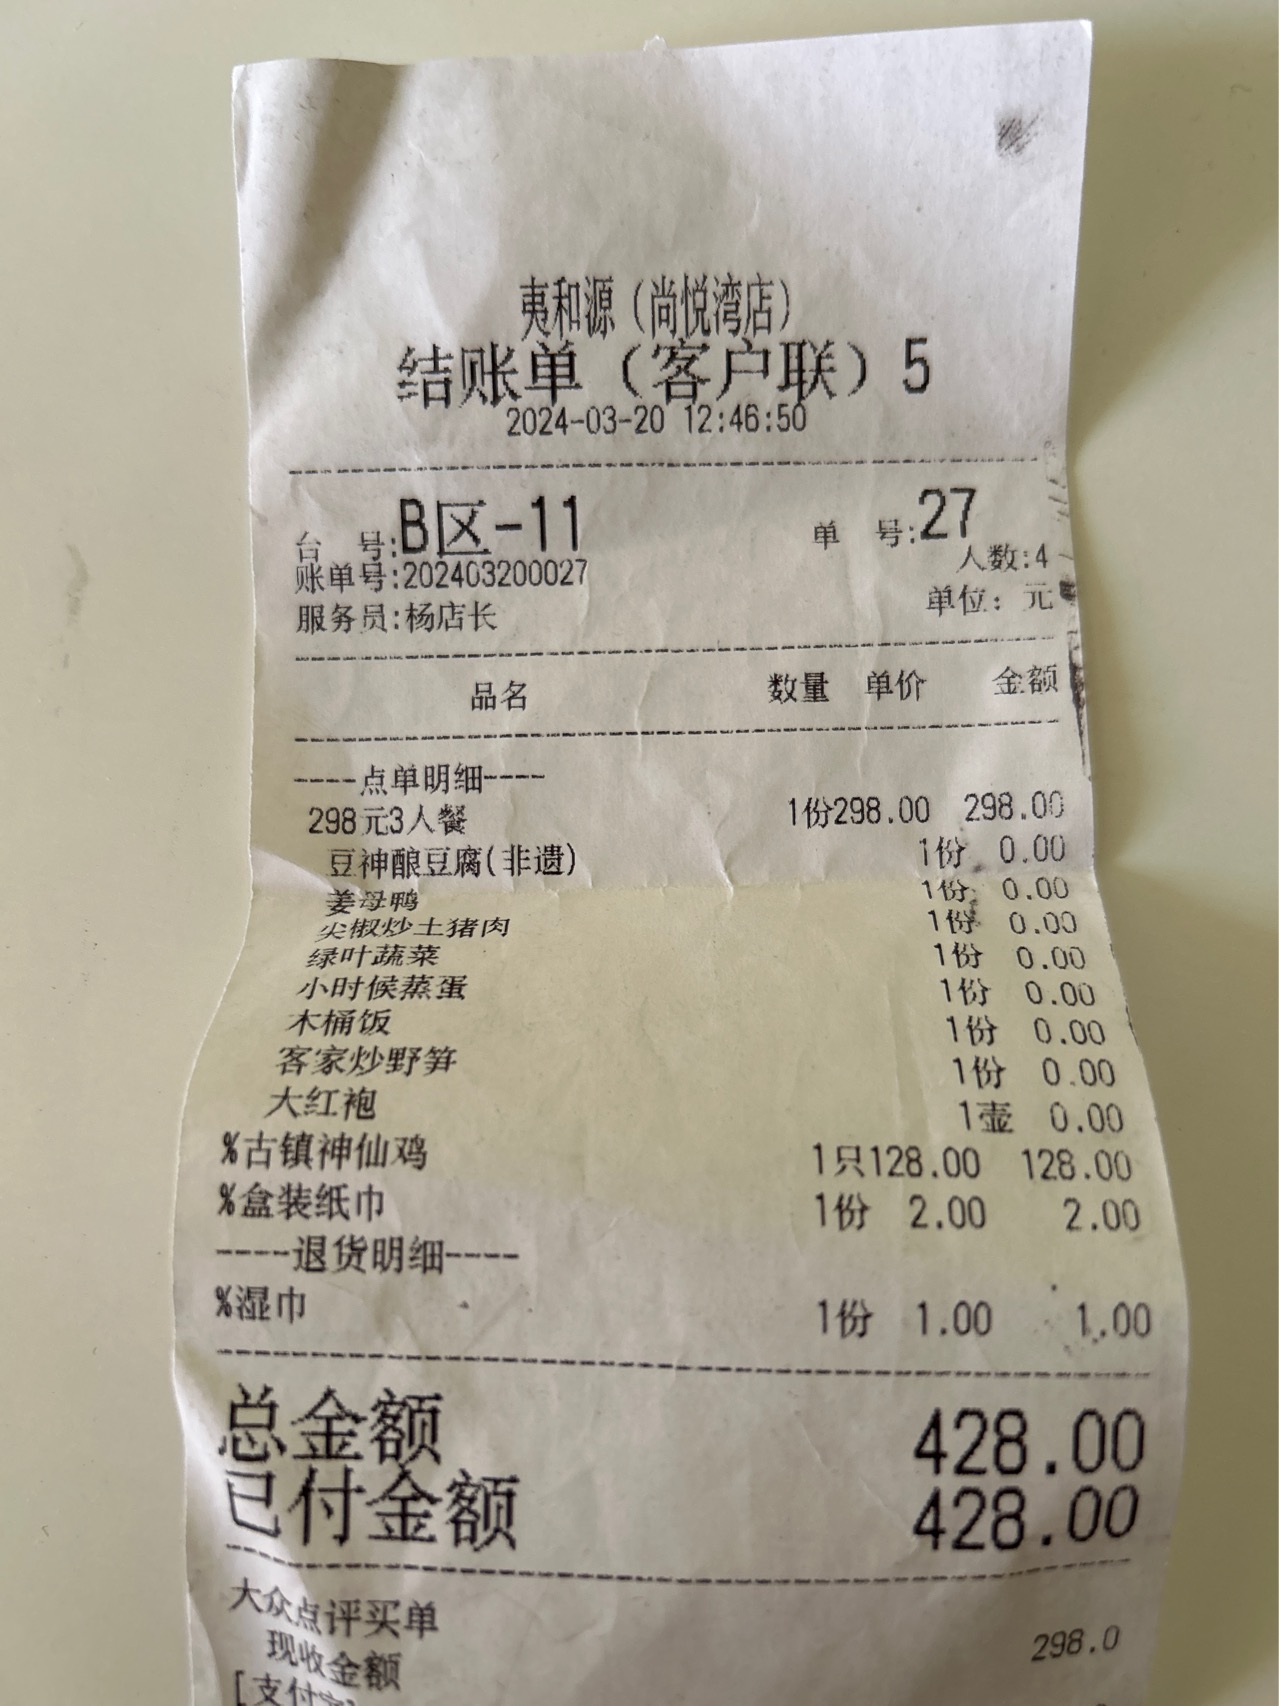 夷和源（尚悦湾店）
结账单（客户联）5
2024-03-20 12:46:50
台 号:B区-11 单 号:27
人数:4
账单号:202403200027
单位：元
服务员:杨店长
品名 数量 单价 金额
----点单明细----
298元3人餐 1份298.00 298.00
豆神酿豆腐(非遗) 1份 0.00
姜母鸭 1份 0.00
尖椒炒土猪肉 1份 0.00
绿叶蔬菜 1份 0.00
小时候蒸蛋 1份 0.00
木桶饭 1份 0.00
客家炒野笋 1份 0.00
大红袍 1壶 0.00
%古镇神仙鸡 1只128.00 128.00
%盒装纸巾 1份 2.00 2.00
----退货明细----
%湿巾 1份 1.00 1.00
总金额 428.00
已付金额 428.00
大众点评买单
现收金额 298.0
[支付宝